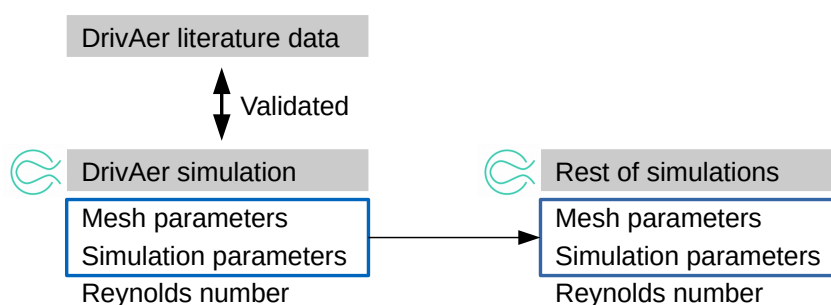 DrivAer literature data
Validated
DrivAer simulation
Mesh parameters
Simulation parameters
Reynolds number
Rest of simulations
Mesh parameters
Simulation parameters
Reynolds number